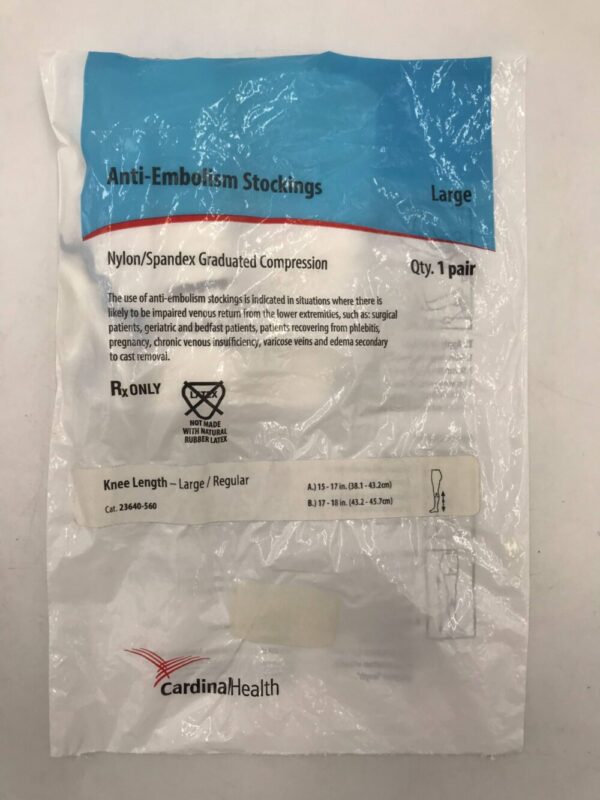 Anti-Embolism Stockings
Large
Nylon/Spandex Graduated Compression
Qty. 1 pair
The use of anti-embolism stockings is indicated in situations where there is
likely to be impaired venous return from the lower extremities, such as: surgical
patients, geriatric and bedfast patients, patients recovering from phlebitis,
pregnancy, chronic venous insufficiency, varicose veins and edema secondary
to cast removal.
Rx ONLY
LATEX
NOT MADE
WITH NATURAL
RUBBER LATEX
Knee Length – Large / Regular
Cat. 23640-560
A.) 15 - 17 in. (38.1 - 43.2cm)
B.) 17 - 18 in. (43.2 - 45.7cm)
CardinalHealth